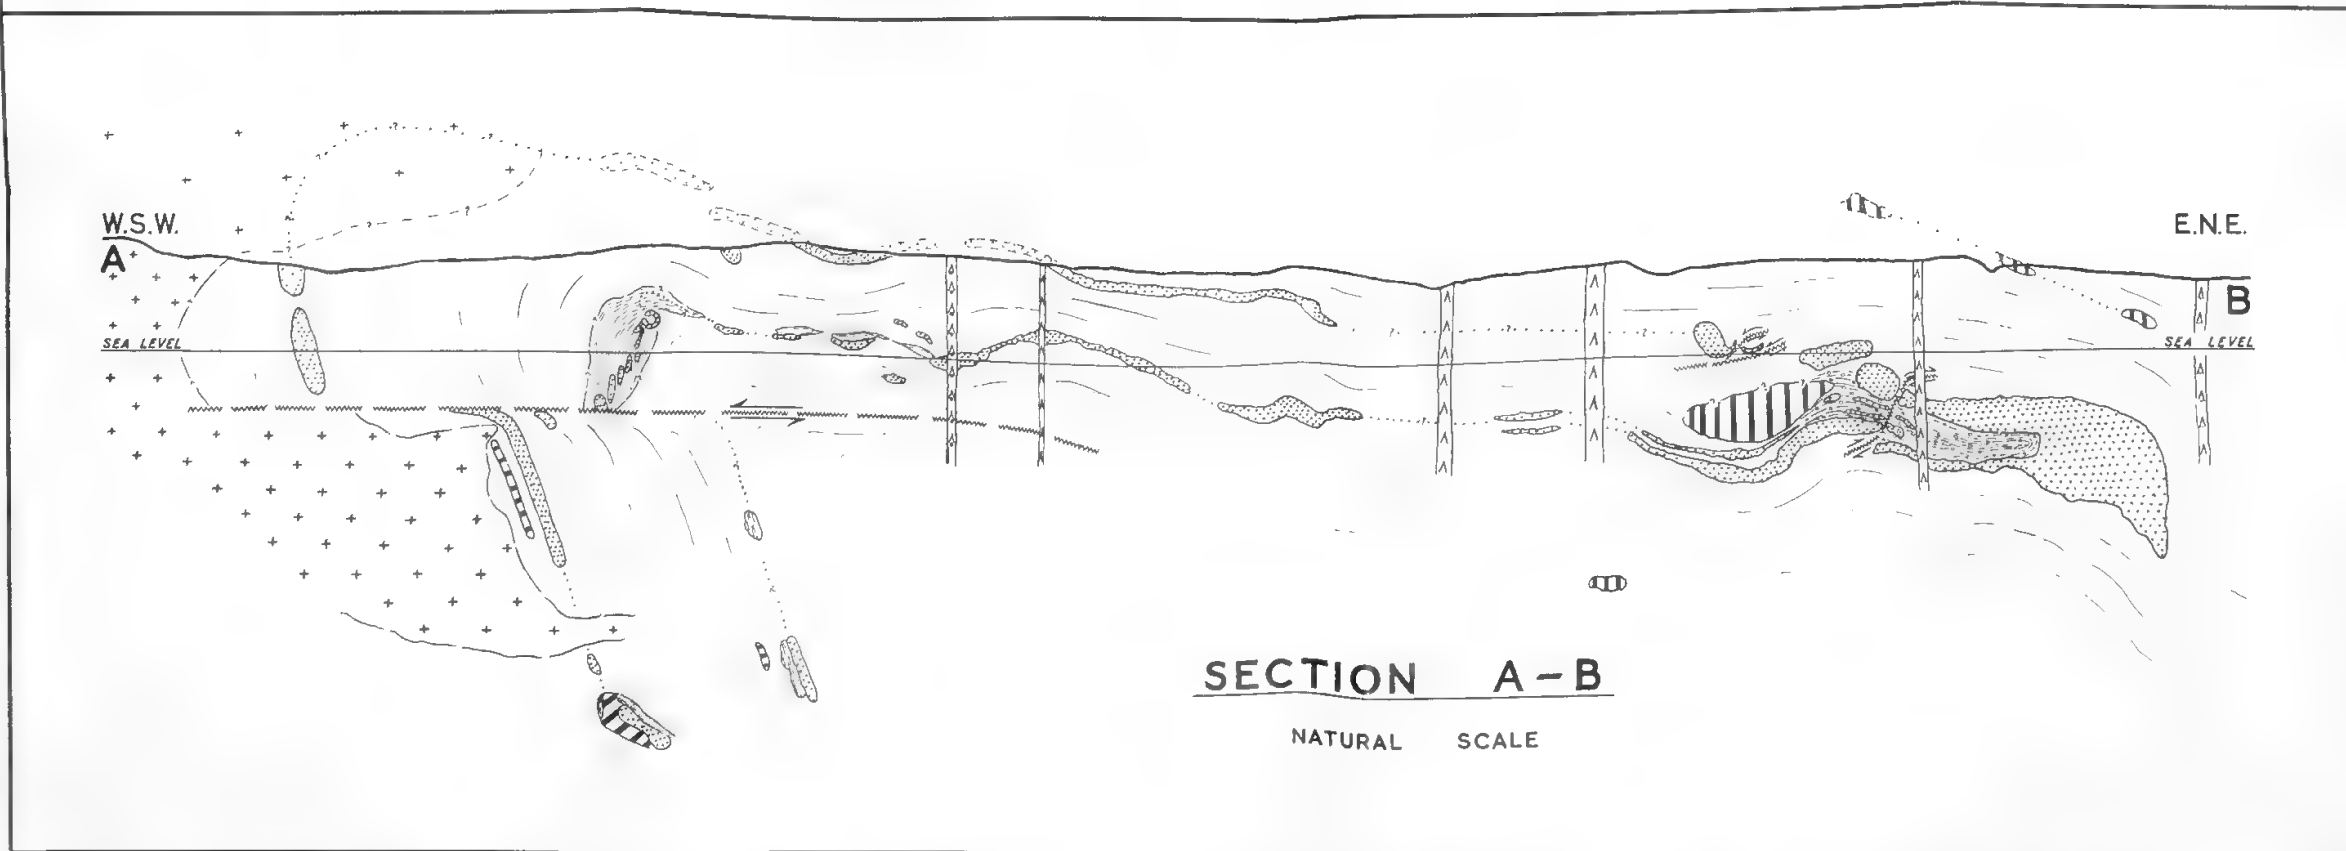 W.S.W.
E.N.E.
A
B
SEA LEVEL
SEA LEVEL
SECTION A–B
NATURAL SCALE